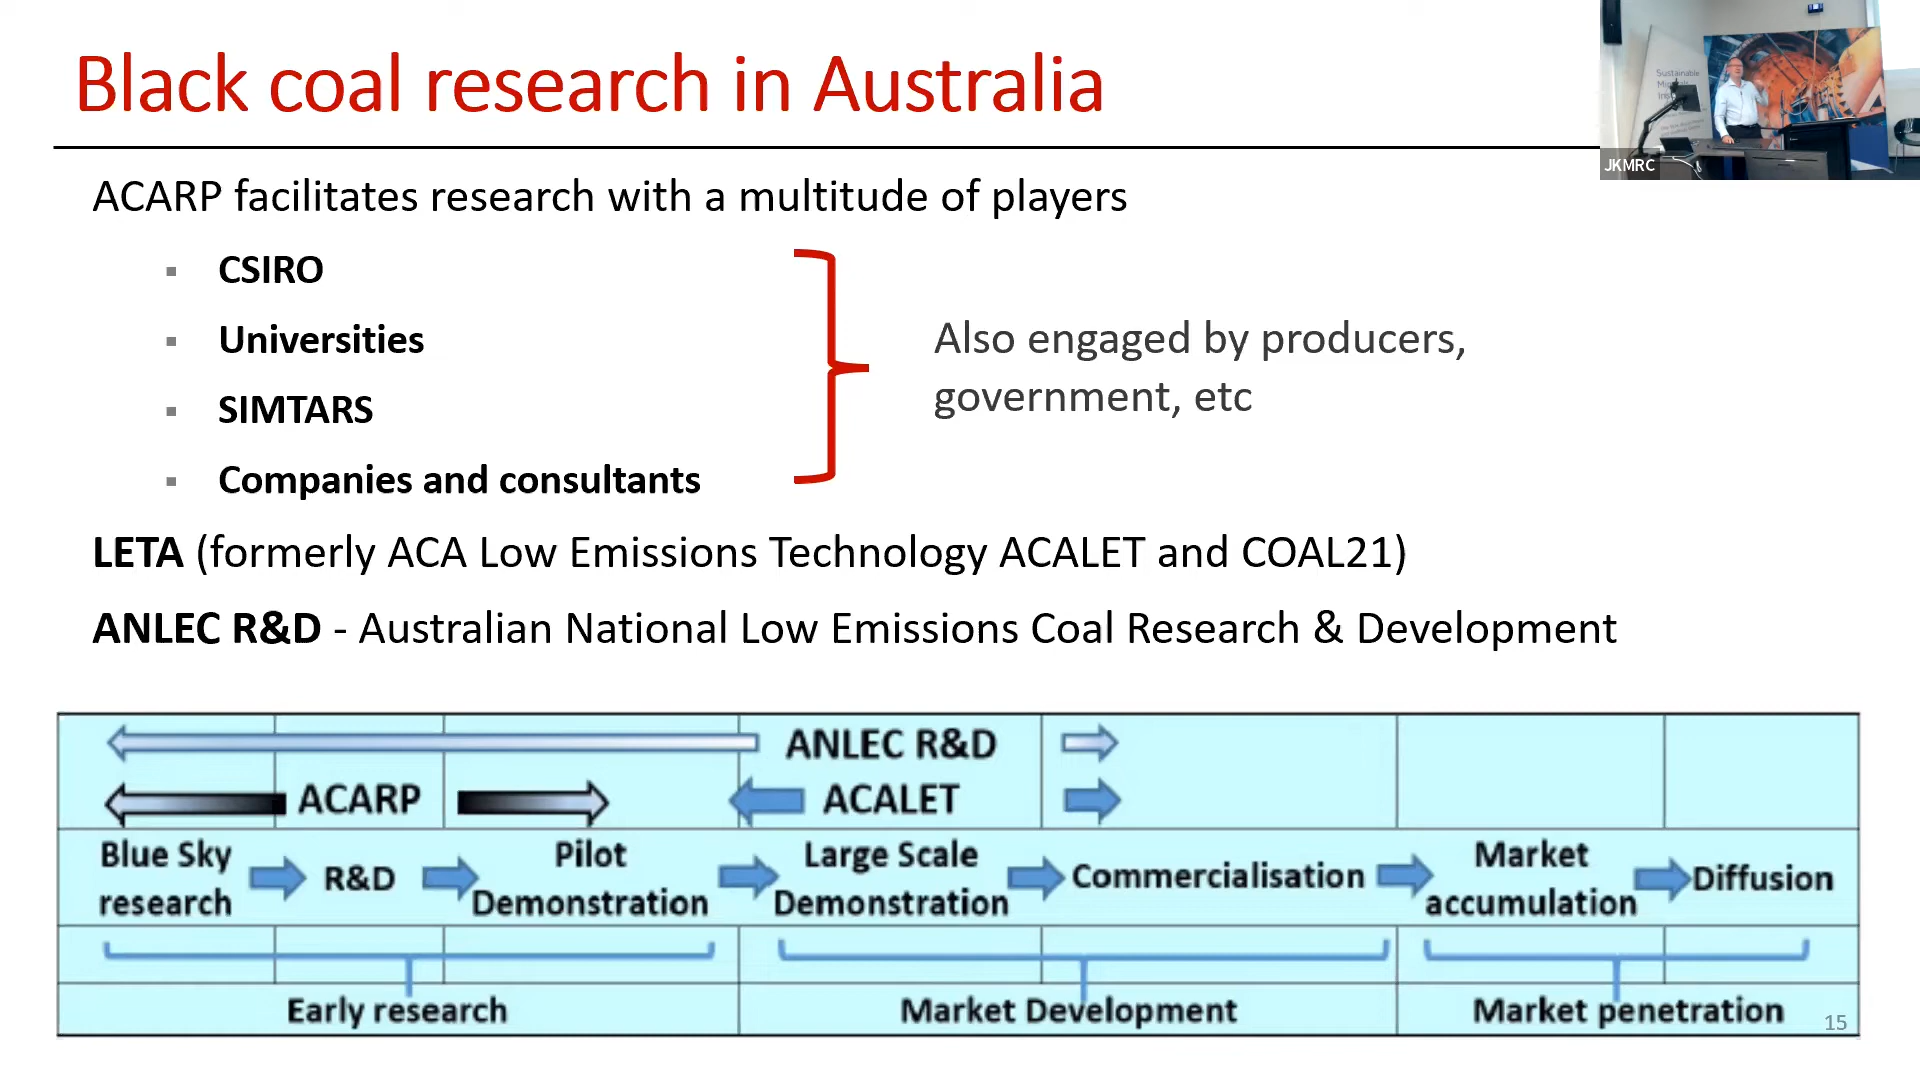 Black coal research in Australia
Sustainable
JKMRC
ACARP facilitates research with a multitude of players
▪ CSIRO
▪ Universities
▪ SIMTARS
▪ Companies and consultants
Also engaged by producers,
government, etc
LETA (formerly ACA Low Emissions Technology ACALET and COAL21)
ANLEC R&D - Australian National Low Emissions Coal Research & Development
ANLEC R&D
ACARP
ACALET
Blue Sky
research
R&D
Pilot
Demonstration
Large Scale
Demonstration
Commercialisation
Market
accumulation
Diffusion
Early research
Market Development
Market penetration
15